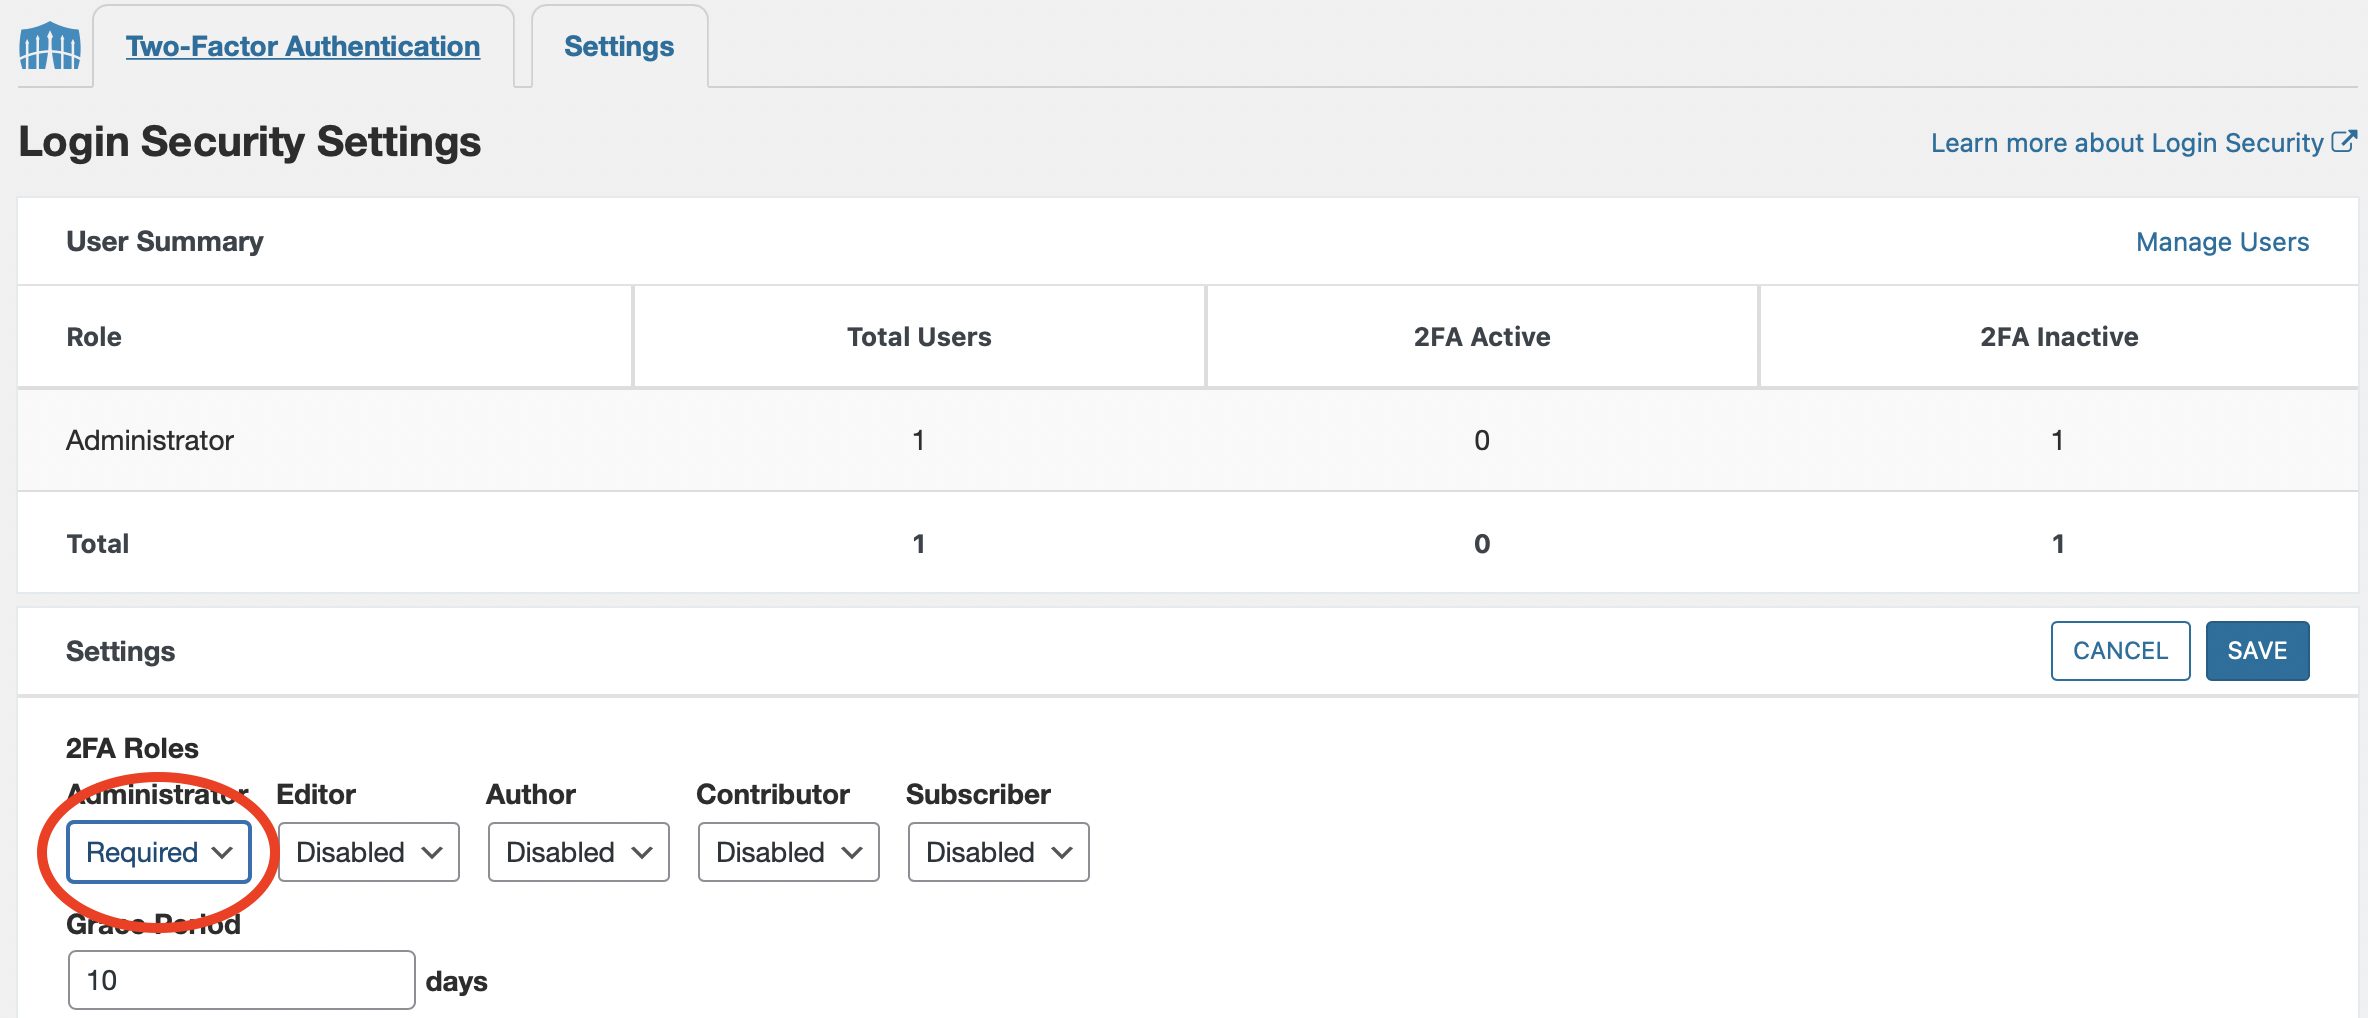 Two-Factor Authentication Settings
Login Security Settings Learn more about Login Security
User Summary Manage Users
Role Total Users 2FA Active 2FA Inactive
Administrator 1 0 1
Total 1 0 1
Settings CANCEL SAVE
2FA Roles
Administrator Editor Author Contributor Subscriber
Required Disabled Disabled Disabled Disabled
Grace Period
10 days